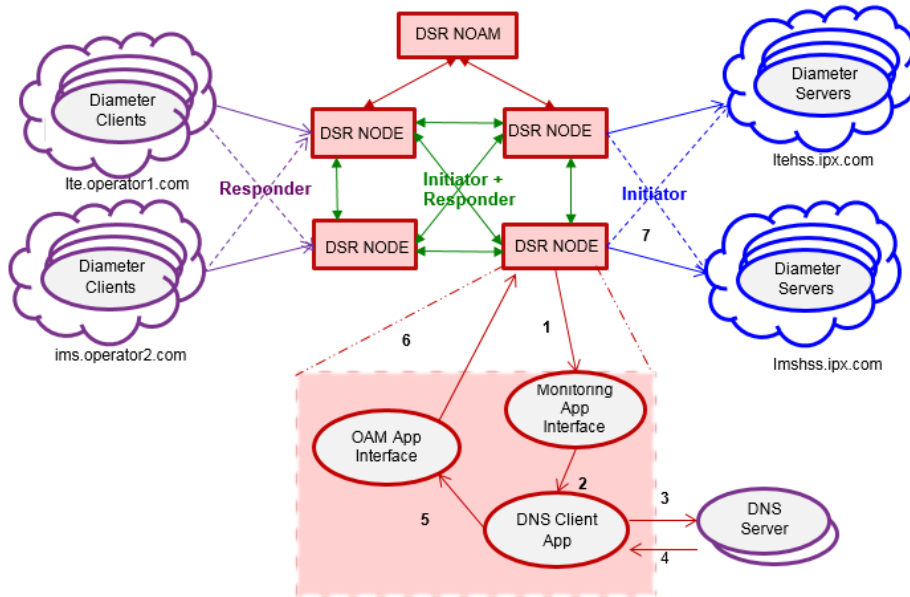 DSR NOAM
Diameter
Clients
DSR NODE
DSR NODE
Diameter
Servers
lte.operator1.com
ltehss.ipx.com
Responder
Initiator +
Responder
Initiator
Diameter
Clients
DSR NODE
DSR NODE
7
Diameter
Servers
ims.operator2.com
Imshss.ipx.com
6
1
Monitoring
App
Interface
OAM App
Interface
2
3
DNS Client
App
DNS
Server
5
4